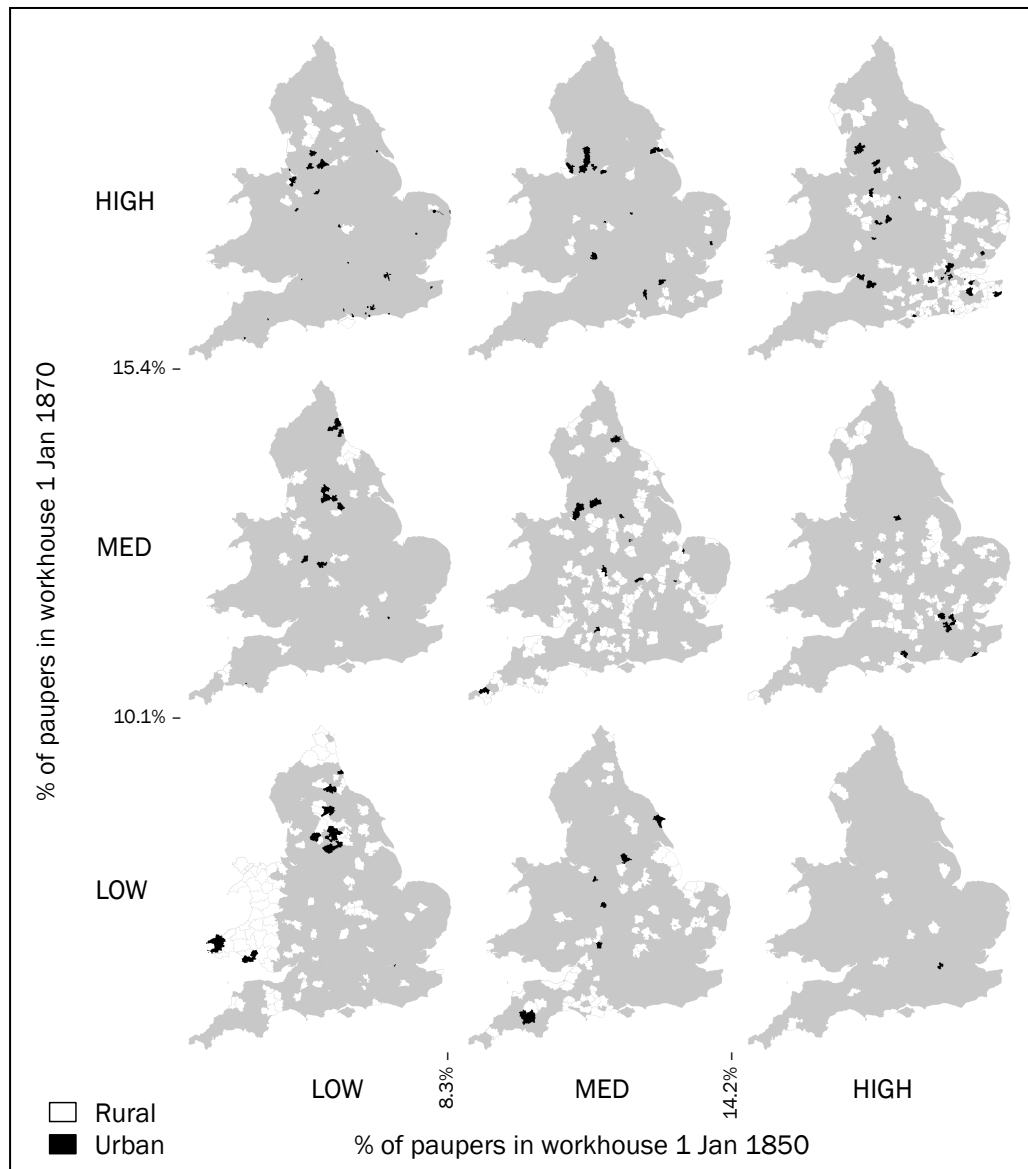 HIGH
15.4% –
% of paupers in workhouse 1 Jan 1870
MED
10.1% –
LOW
LOW
8.3% –
MED
14.2% –
HIGH
Rural
Urban
% of paupers in workhouse 1 Jan 1850